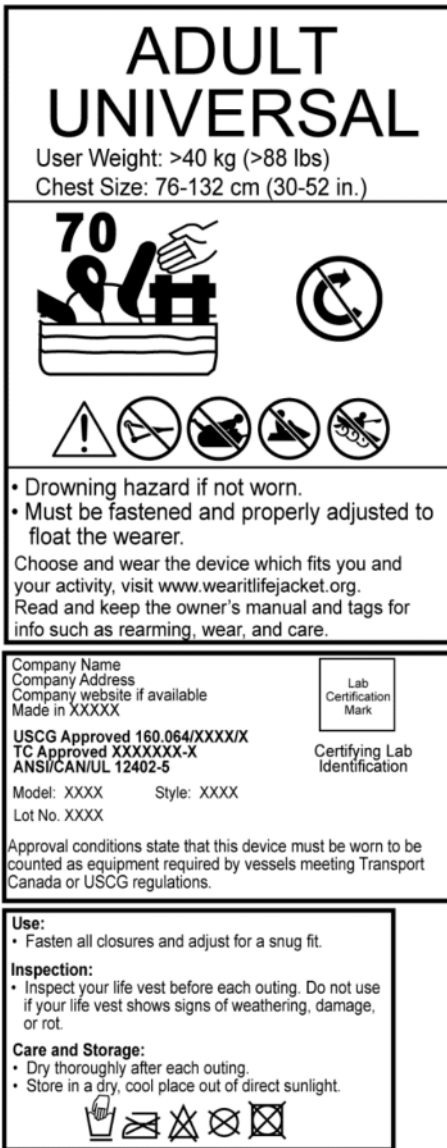 ADULT
UNIVERSAL
User Weight: >40 kg (>88 lbs)
Chest Size: 76-132 cm (30-52 in.)
70
• Drowning hazard if not worn.
• Must be fastened and properly adjusted to
float the wearer.
Choose and wear the device which fits you and
your activity, visit www.wearitlifejacket.org.
Read and keep the owner's manual and tags for
info such as rearming, wear, and care.
Company Name
Company Address
Company website if available
Made in XXXXX
Lab
Certification
Mark
USCG Approved 160.064/XXXX/X
TC Approved XXXXXXX-X
ANSI/CAN/UL 12402-5
Certifying Lab
Identification
Model: XXXX Style: XXXX
Lot No. XXXX
Approval conditions state that this device must be worn to be
counted as equipment required by vessels meeting Transport
Canada or USCG regulations.
Use:
• Fasten all closures and adjust for a snug fit.
Inspection:
• Inspect your life vest before each outing. Do not use
if your life vest shows signs of weathering, damage,
or rot.
Care and Storage:
• Dry thoroughly after each outing.
• Store in a dry, cool place out of direct sunlight.